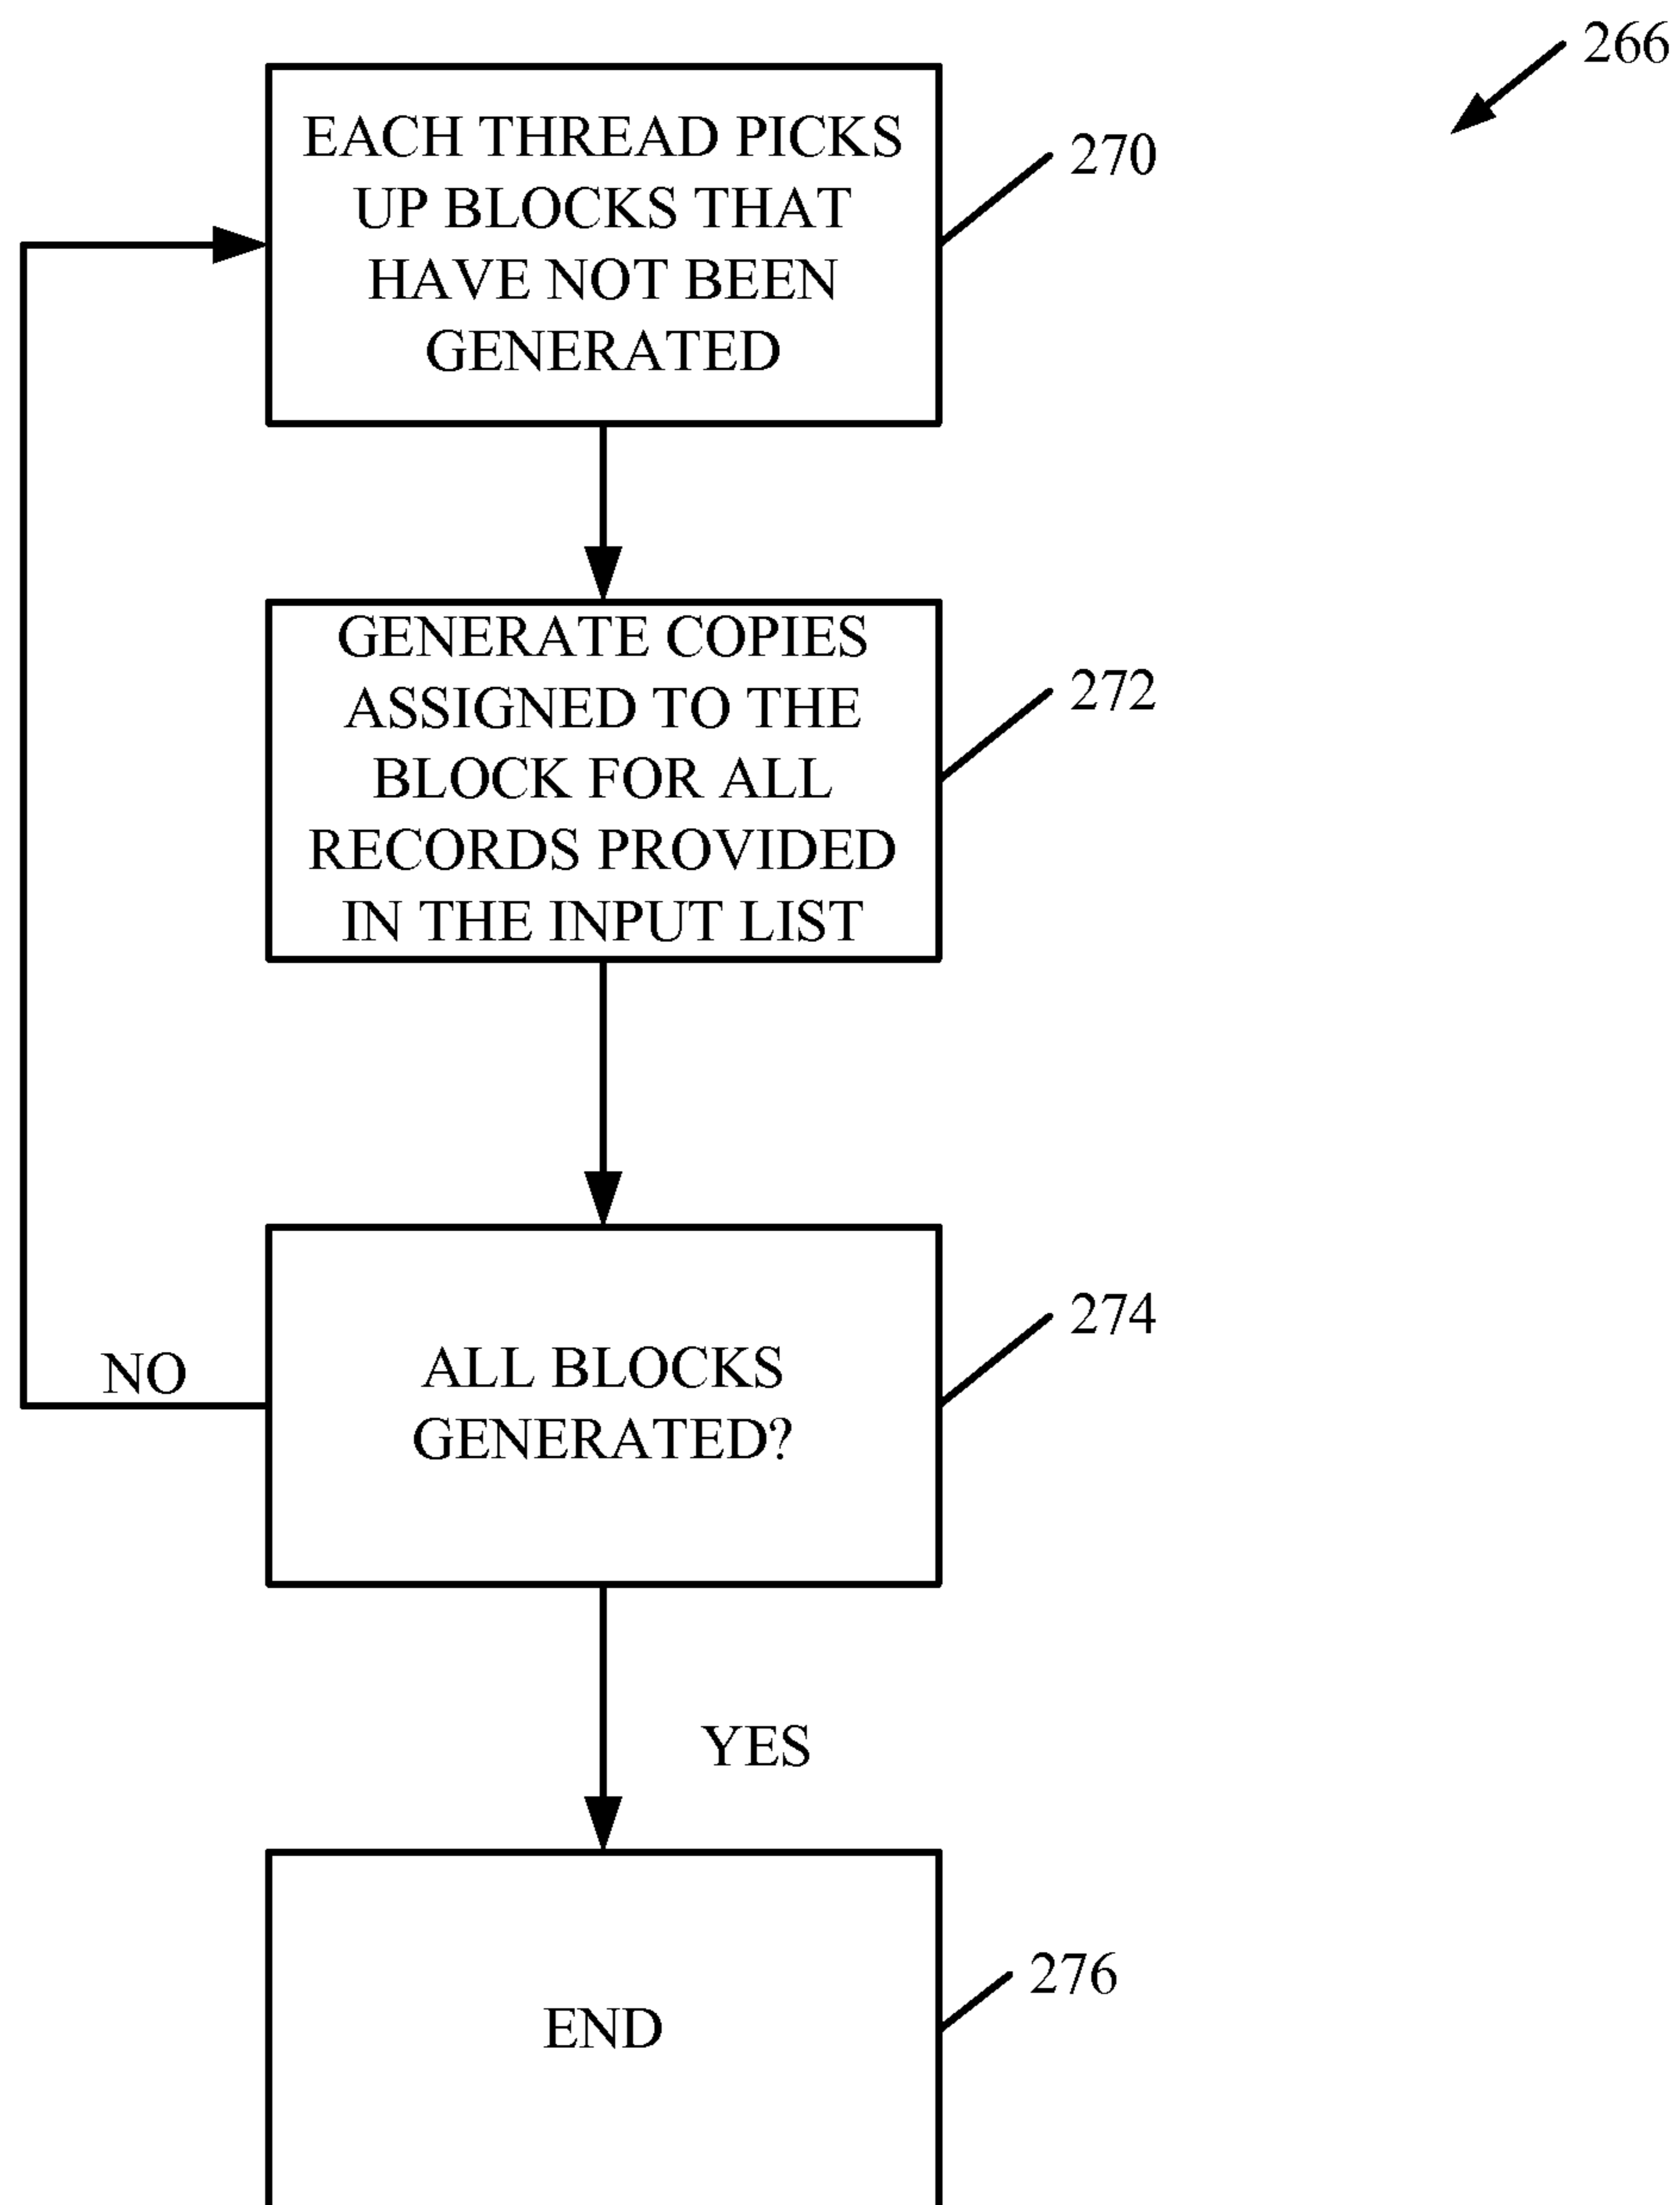 266
EACH THREAD PICKS
UP BLOCKS THAT
HAVE NOT BEEN
GENERATED
270
GENERATE COPIES
ASSIGNED TO THE
BLOCK FOR ALL
RECORDS PROVIDED
IN THE INPUT LIST
272
ALL BLOCKS
GENERATED?
274
NO
YES
END
276